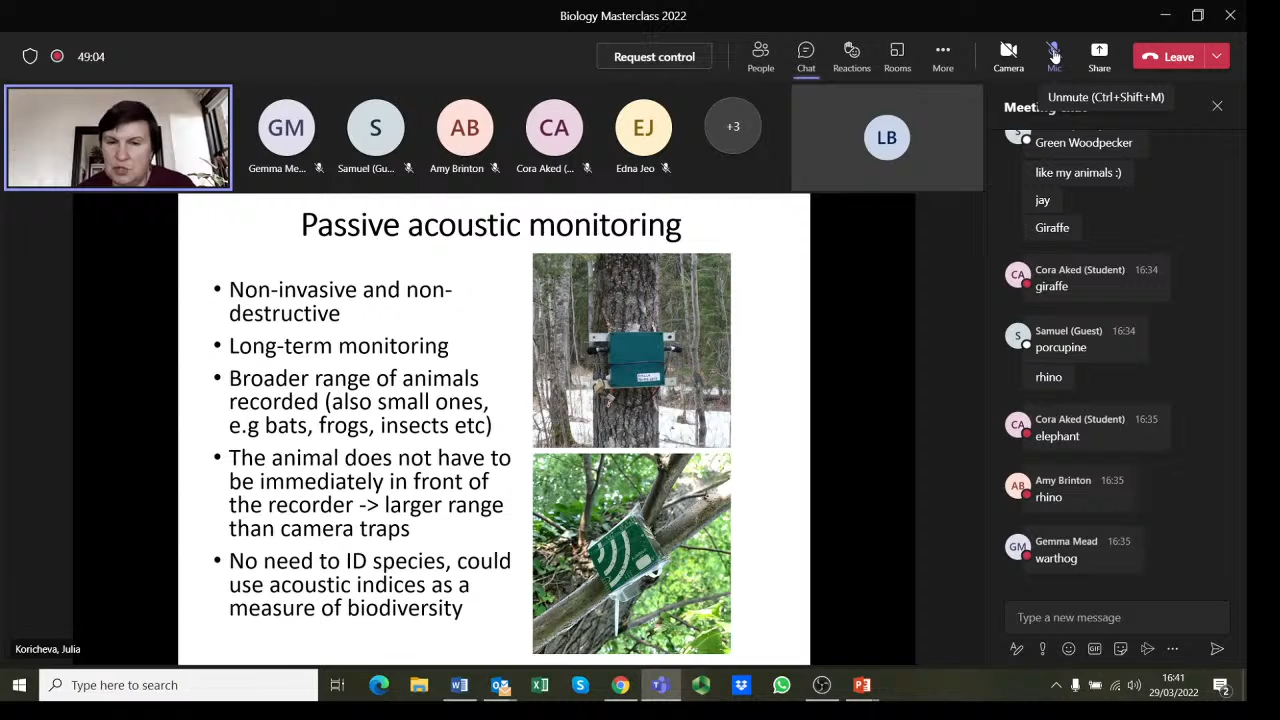 Biology Masterclass 2022
49:04
Request control
People
Chat
Reactions
Rooms
More
Camera
Mic
Share
Leave
Unmute (Ctrl+Shift+M)
GM
S
AB
CA
EJ
+3
LB
Gemma Me...
Samuel (Gu...
Amy Brinton
Cora Aked (...
Edna Jeo
Passive acoustic monitoring
• Non-invasive and non-
destructive
• Long-term monitoring
• Broader range of animals
recorded (also small ones,
e.g bats, frogs, insects etc)
• The animal does not have to
be immediately in front of
the recorder -> larger range
than camera traps
• No need to ID species, could
use acoustic indices as a
measure of biodiversity
Koricheva, Julia
Green Woodpecker
like my animals :)
jay
Giraffe
CA
Cora Aked (Student) 16:34
giraffe
S
Samuel (Guest) 16:34
porcupine
rhino
CA
Cora Aked (Student) 16:35
elephant
AB
Amy Brinton 16:35
rhino
GM
Gemma Mead 16:35
warthog
Type a new message
GIF
Type here to search
16:41
29/03/2022
2